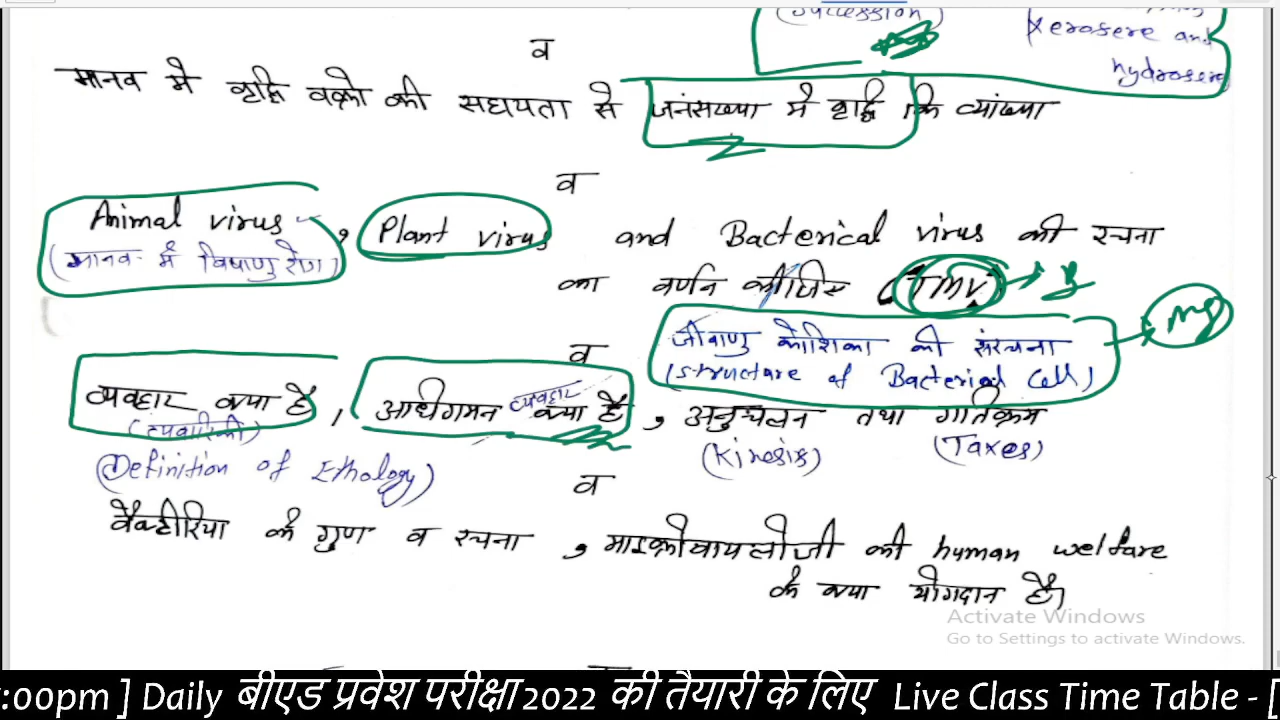 (Succession)
xerosere and
hydrosere
व
मानव मे वृद्धि वक्रो की सहायता से जनंसख्या मे वृद्धि कि व्यांख्या
व
Animal virus, Plant virus and Bacterical virus की रचना
(मानव में विषाणु रोग)
का वर्णन कीजिए (TMV)
जीवाणु कोशिका की संरचना
(structure of Bacterial Cell)
व
व्यवहार क्या है, अधिगमन व्यवहार क्या है, अनुचलन तथा गतिक्रम
(Kinesis) (Taxes)
(Definition of Ethology)
व
बैक्टीरिया के गुण व रचना, माइक्रोबायलोजी की human welfare
के क्या योगदान है।
Activate Windows
Go to Settings to activate Windows.
:00pm ] Daily बीएड प्रवेश परीक्षा 2022 की तैयारी के लिए Live Class Time Table - [